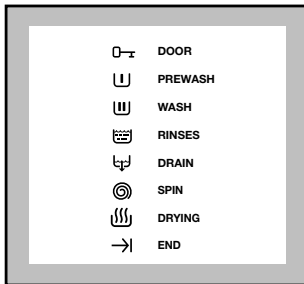 DOOR
PREWASH
WASH
RINSES
DRAIN
SPIN
DRYING
END